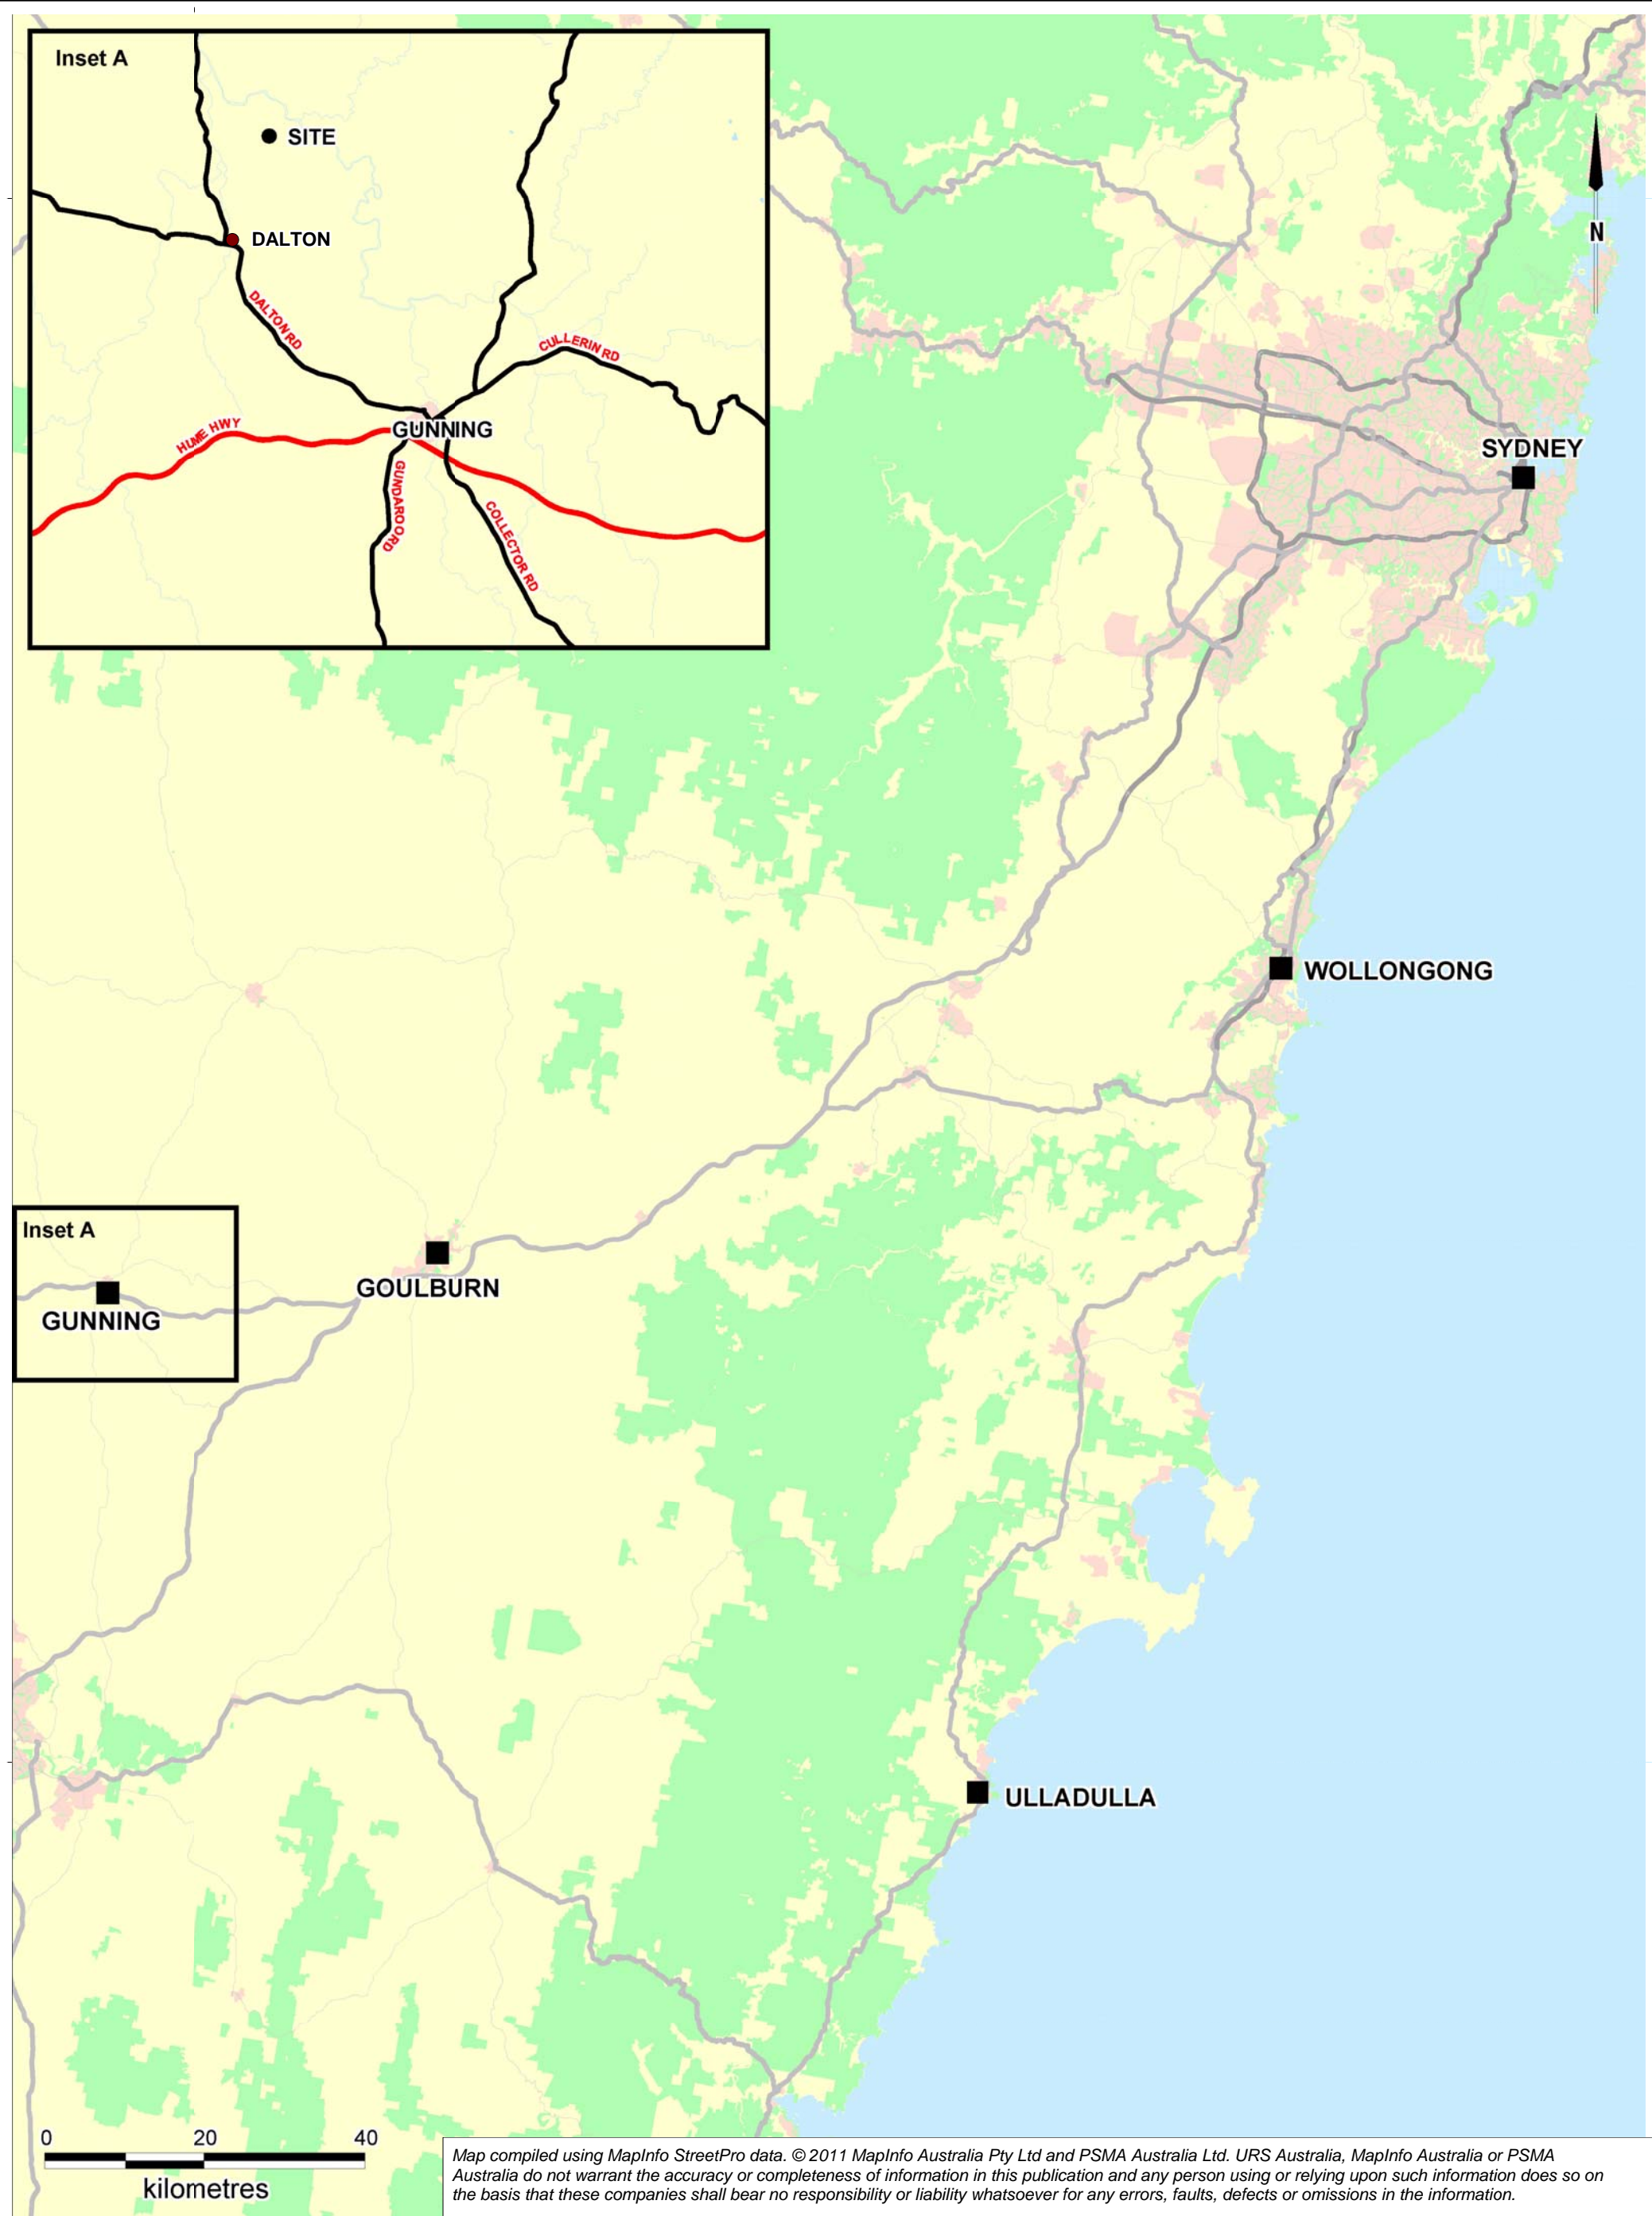 Inset A
SITE
DALTON
DALTON RD
CULLERIN RD
HUME HWY
GUNNING
GUNDAROO RD
COLLECTOR RD
N
SYDNEY
WOLLONGONG
Inset A
GOULBURN
GUNNING
ULLADULLA
0 20 40
kilometres
Map compiled using MapInfo StreetPro data. © 2011 MapInfo Australia Pty Ltd and PSMA Australia Ltd. URS Australia, MapInfo Australia or PSMA
Australia do not warrant the accuracy or completeness of information in this publication and any person using or relying upon such information does so on
the basis that these companies shall bear no responsibility or liability whatsoever for any errors, faults, defects or omissions in the information.